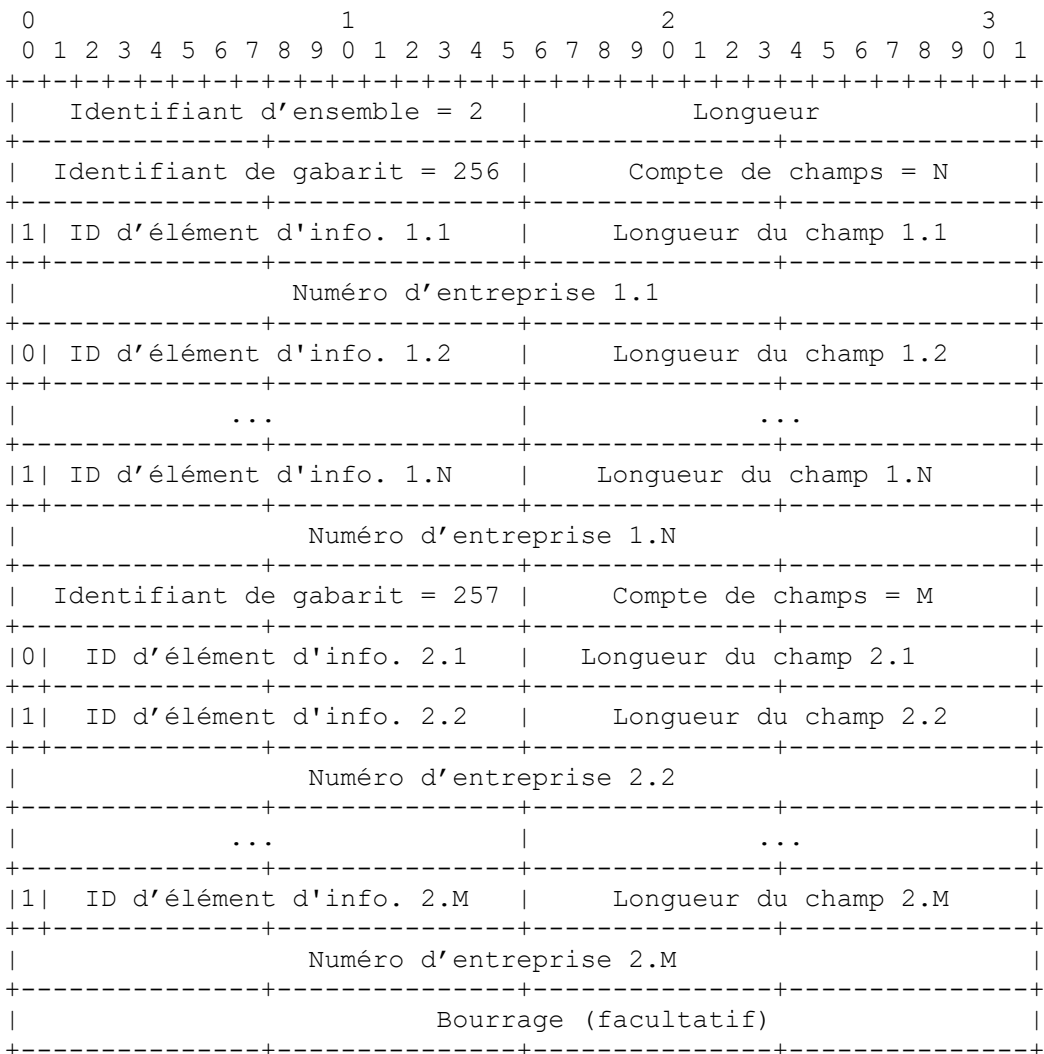 0                   1                   2                   3
 0 1 2 3 4 5 6 7 8 9 0 1 2 3 4 5 6 7 8 9 0 1 2 3 4 5 6 7 8 9 0 1
+-+-+-+-+-+-+-+-+-+-+-+-+-+-+-+-+-+-+-+-+-+-+-+-+-+-+-+-+-+-+-+-+
|   Identifiant d’ensemble = 2  |          Longueur             |
+---------------+---------------+---------------+---------------+
|  Identifiant de gabarit = 256 |      Compte de champs = N     |
+---------------+---------------+---------------+---------------+
|1| ID d’élément d'info. 1.1    |     Longueur du champ 1.1     |
+-+-------------+---------------+---------------+---------------+
|                 Numéro d’entreprise 1.1                       |
+---------------+---------------+---------------+---------------+
|0| ID d’élément d'info. 1.2    |     Longueur du champ 1.2     |
+-+-------------+---------------+---------------+---------------+
|             ...               |              ...              |
+---------------+---------------+---------------+---------------+
|1| ID d’élément d'info. 1.N    |    Longueur du champ 1.N      |
+-+-------------+---------------+---------------+---------------+
|                  Numéro d’entreprise 1.N                      |
+---------------+---------------+---------------+---------------+
|  Identifiant de gabarit = 257 |     Compte de champs = M      |
+---------------+---------------+---------------+---------------+
|0|  ID d’élément d'info. 2.1   |   Longueur du champ 2.1       |
+-+-------------+---------------+---------------+---------------+
|1|  ID d’élément d'info. 2.2   |     Longueur du champ 2.2     |
+-+-------------+---------------+---------------+---------------+
|                  Numéro d’entreprise 2.2                      |
+---------------+---------------+---------------+---------------+
|             ...               |              ...              |
+---------------+---------------+---------------+---------------+
|1|  ID d’élément d'info. 2.M   |     Longueur du champ 2.M     |
+-+-------------+---------------+---------------+---------------+
|                  Numéro d’entreprise 2.M                      |
+---------------+---------------+---------------+---------------+
|                          Bourrage (facultatif)                |
+---------------+---------------+---------------+---------------+